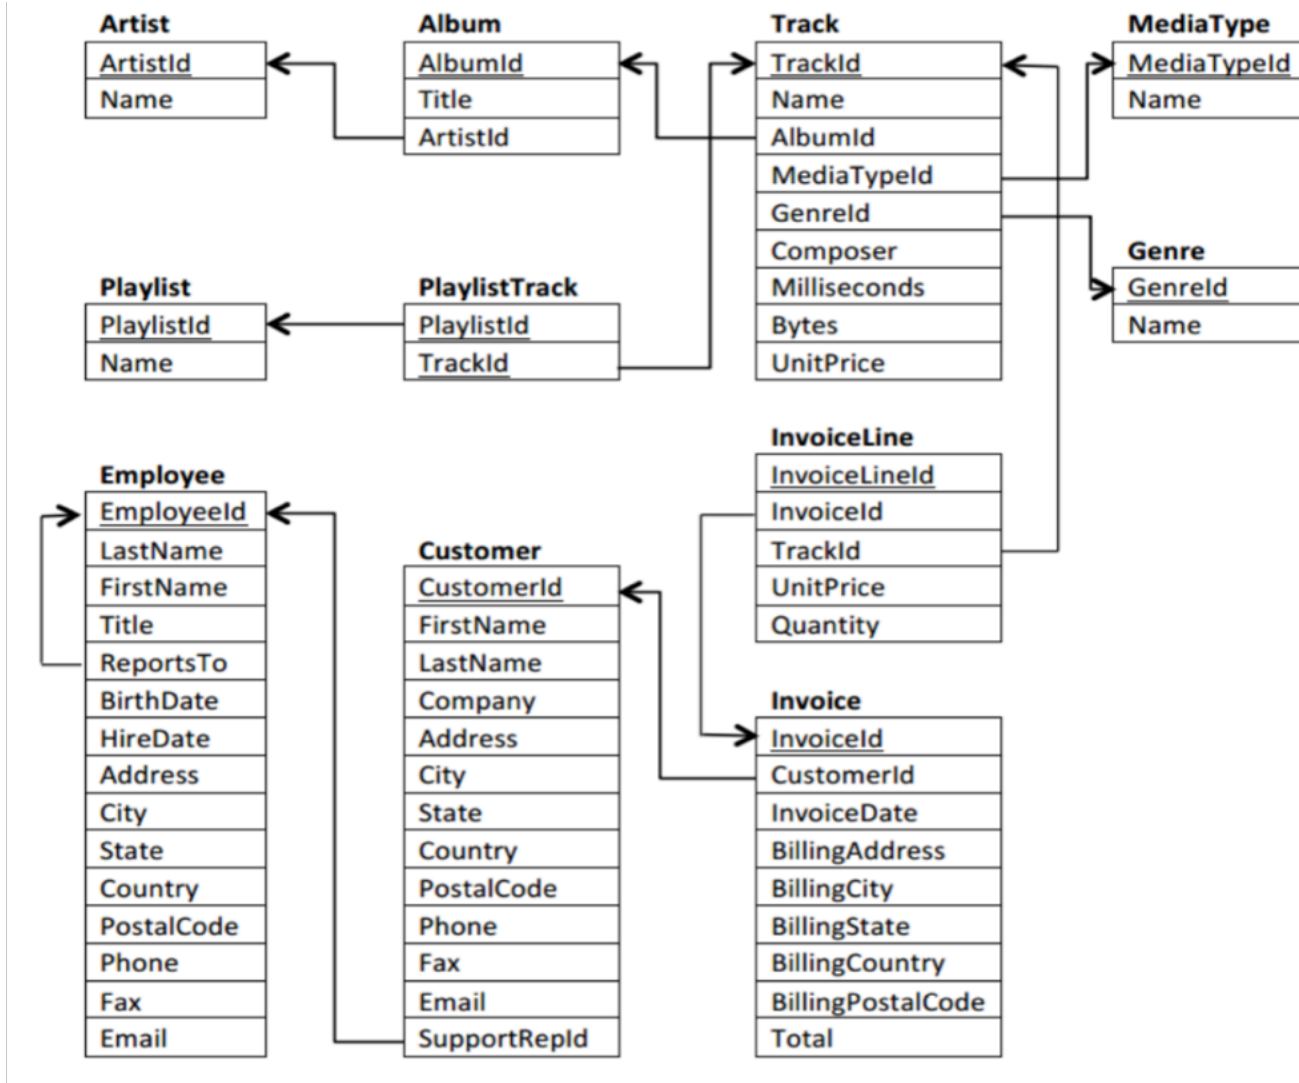 Artist
ArtistId
Name
Album
AlbumId
Title
ArtistId
Track
TrackId
Name
AlbumId
MediaTypeId
GenreId
Composer
Milliseconds
Bytes
UnitPrice
MediaType
MediaTypeId
Name
Genre
GenreId
Name
Playlist
PlaylistId
Name
PlaylistTrack
PlaylistId
TrackId
Employee
EmployeeId
LastName
FirstName
Title
ReportsTo
BirthDate
HireDate
Address
City
State
Country
PostalCode
Phone
Fax
Email
Customer
CustomerId
FirstName
LastName
Company
Address
City
State
Country
PostalCode
Phone
Fax
Email
SupportRepId
InvoiceLine
InvoiceLineId
InvoiceId
TrackId
UnitPrice
Quantity
Invoice
InvoiceId
CustomerId
InvoiceDate
BillingAddress
BillingCity
BillingState
BillingCountry
BillingPostalCode
Total